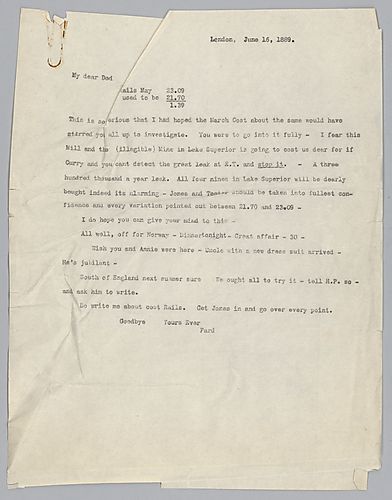 London, June 16, 1889.
My dear Dod
ails May 23.09
used to be 21.70
1.39
This is so serious that I had hoped the March Cost about the same would have
stirred you all up to investigate. You were to go into it fully - I fear this
Mill and the (illegible) Mine in Lake Superior is going to cost us dear for if
Curry and you cant detect the great Leak at E.T. and stop it. - A three
hundred thousand a year leak. All four mines in Lake Superior will be dearly
bought indeed its alarming - Jones and should be taken into fullest con-
fidence and every variation pointed out between 21.70 and 23.09 -
I do hope you can give your mind to this -
All well, off for Norway - Dinner tonight - Great affair - 30 -
Wish you and Annie were here - Uncle with a new dress suit arrived -
He's jubilant -
South of England next summer sure We ought all to try it - tell H.P. so -
and ask him to write.
Do write me about cost Rails. Get Jones in and go over every point.
Goodbye Yours Ever